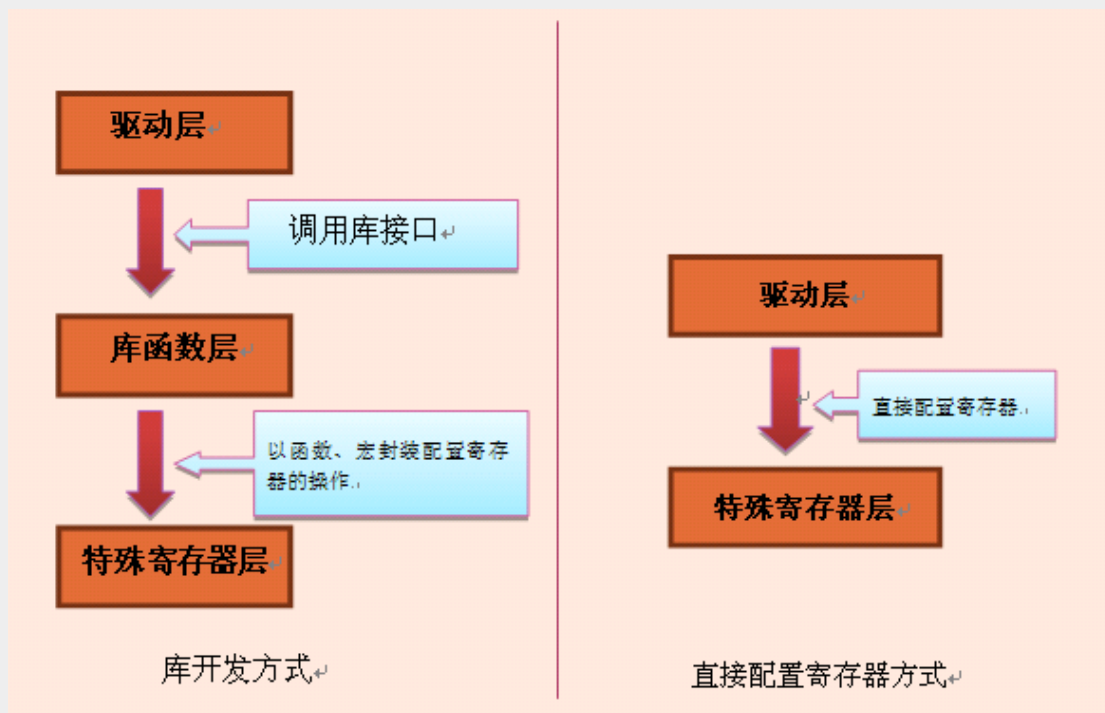 驱动层
调用库接口
库函数层
以函数、宏封装配置寄存
器的操作.
特殊寄存器层
库开发方式
驱动层
直接配置寄存器.
特殊寄存器层
直接配置寄存器方式